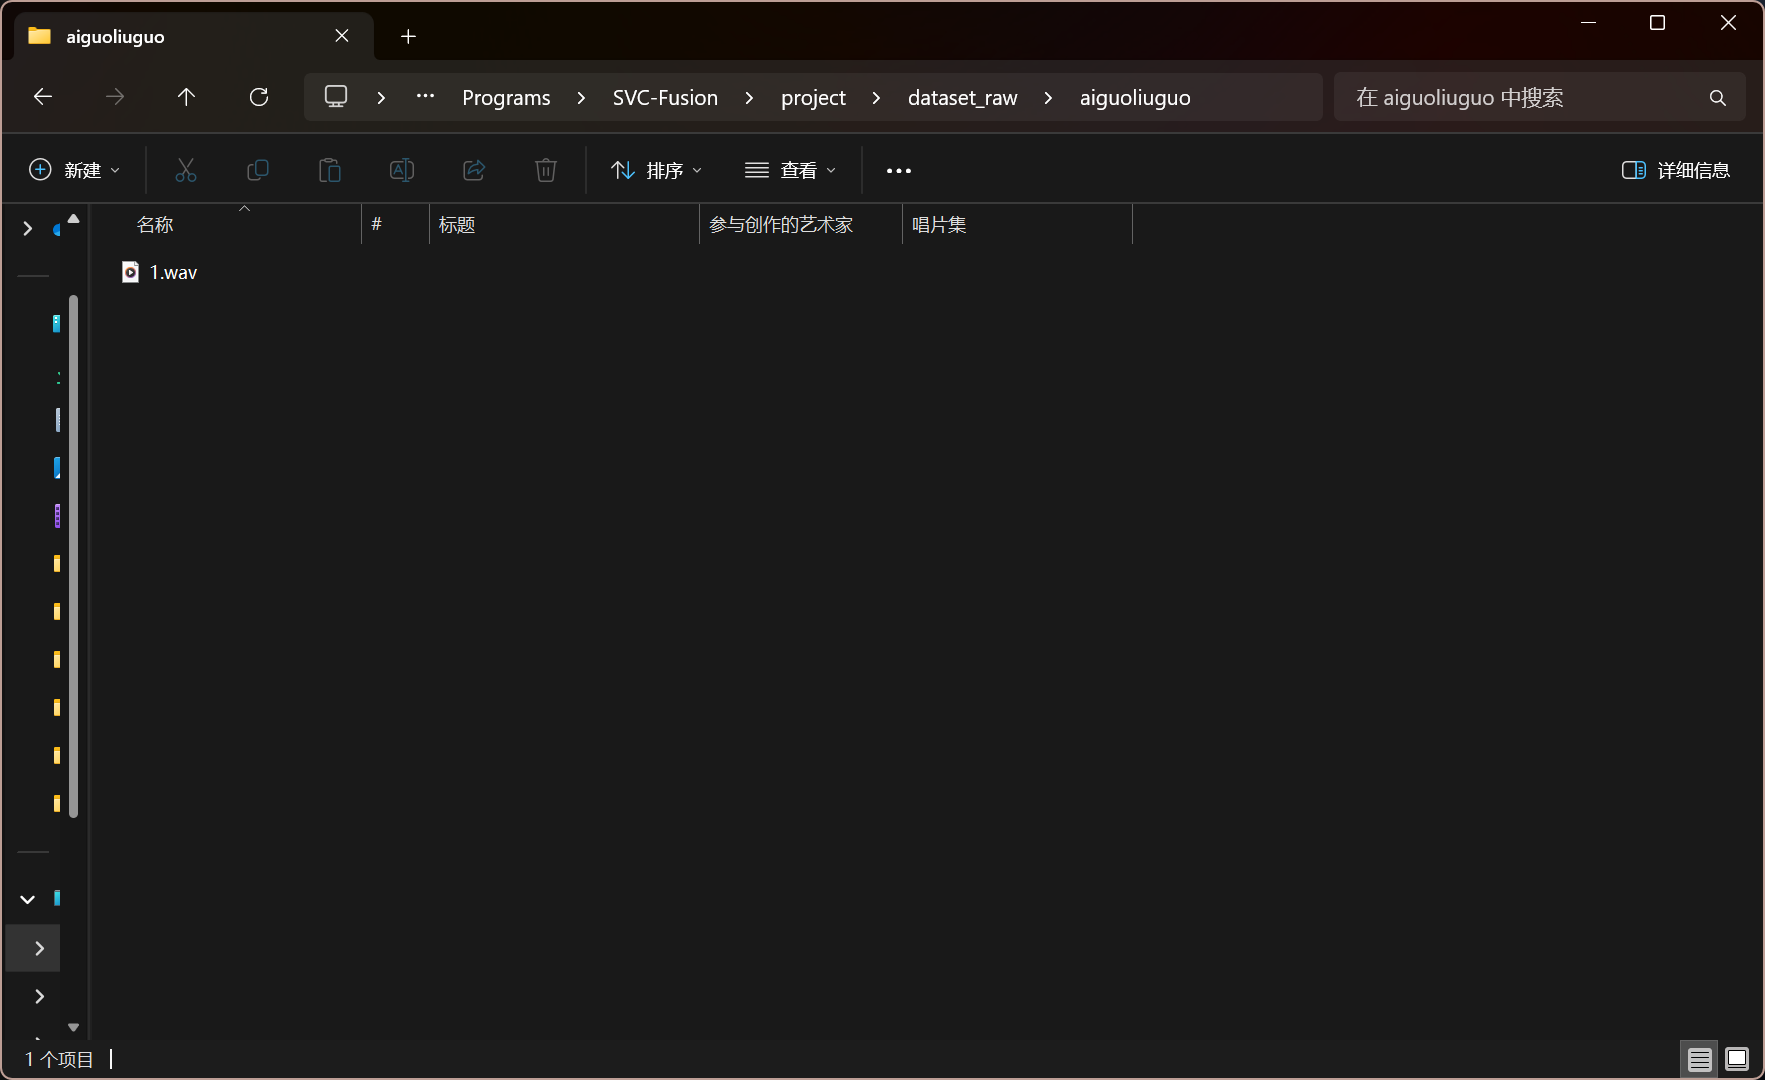 aiguoliuguo
Programs SVC-Fusion project dataset_raw aiguoliuguo
在 aiguoliuguo 中搜索
新建 排序 查看 详细信息
名称 # 标题 参与创作的艺术家 唱片集
1.wav
1 个项目